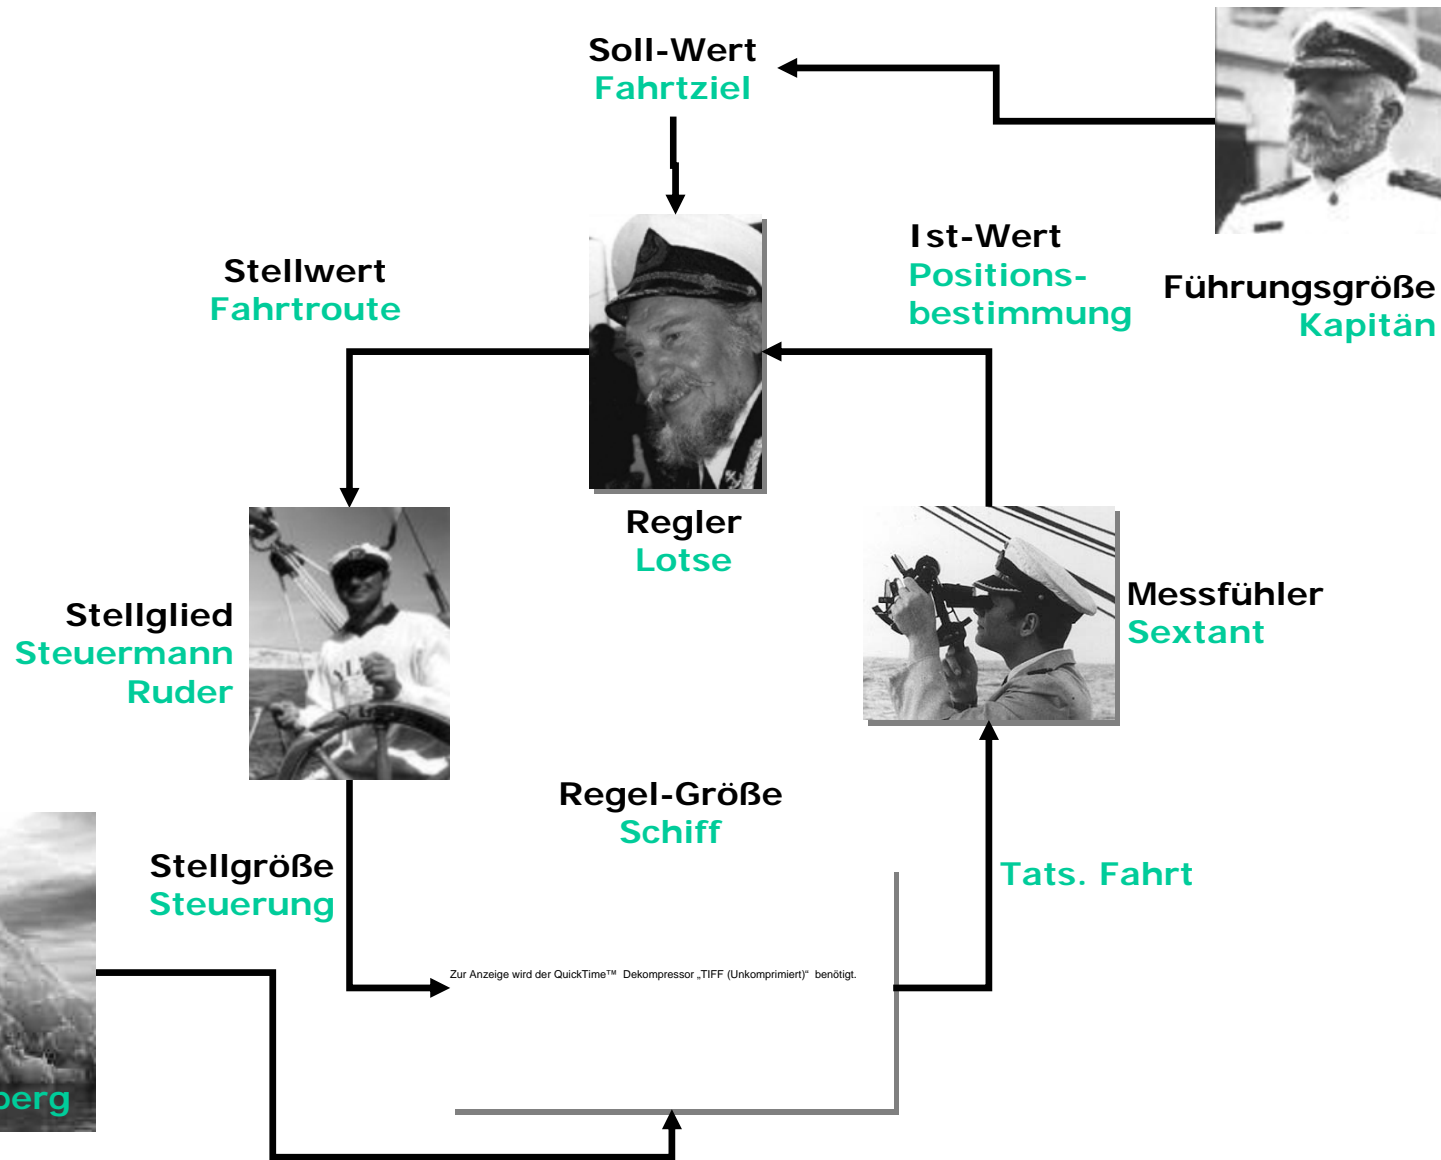 Soll-Wert
Fahrtziel
Ist-Wert
Positions-
bestimmung
Führungsgröße
Kapitän
Stellwert
Fahrtroute
Regler
Lotse
Stellglied
Steuermann
Ruder
Messfühler
Sextant
Regel-Größe
Schiff
Stellgröße
Steuerung
Tats. Fahrt
Zur Anzeige wird der QuickTime™ Dekompressor „TIFF (Unkomprimiert)“ benötigt.